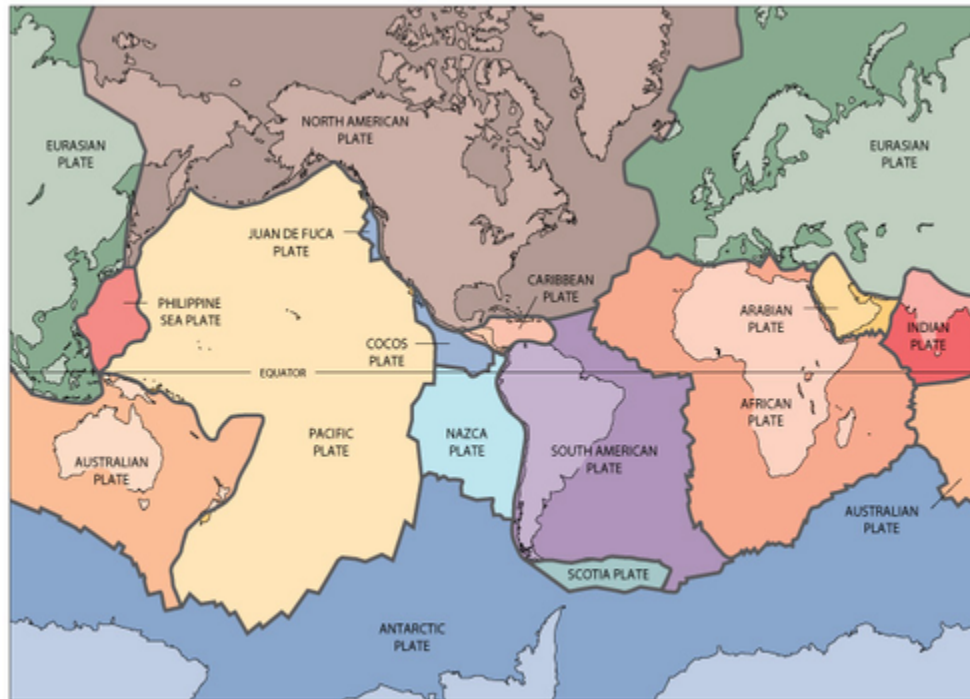 NORTH AMERICAN
PLATE
EURASIAN
PLATE
EURASIAN
PLATE
JUAN DE FUCA
PLATE
CARIBBEAN
PLATE
PHILIPPINE
SEA PLATE
ARABIAN
PLATE
INDIAN
PLATE
COCOS
PLATE
EQUATOR
AFRICAN
PLATE
PACIFIC
PLATE
NAZCA
PLATE
SOUTH AMERICAN
PLATE
AUSTRALIAN
PLATE
AUSTRALIAN
PLATE
SCOTIA PLATE
ANTARCTIC
PLATE